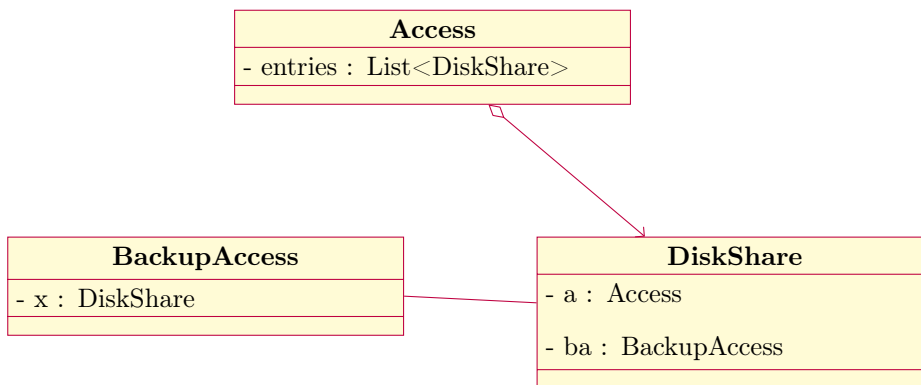 Access
- entries : List<DiskShare>
BackupAccess
- x : DiskShare
DiskShare
- a : Access
- ba : BackupAccess